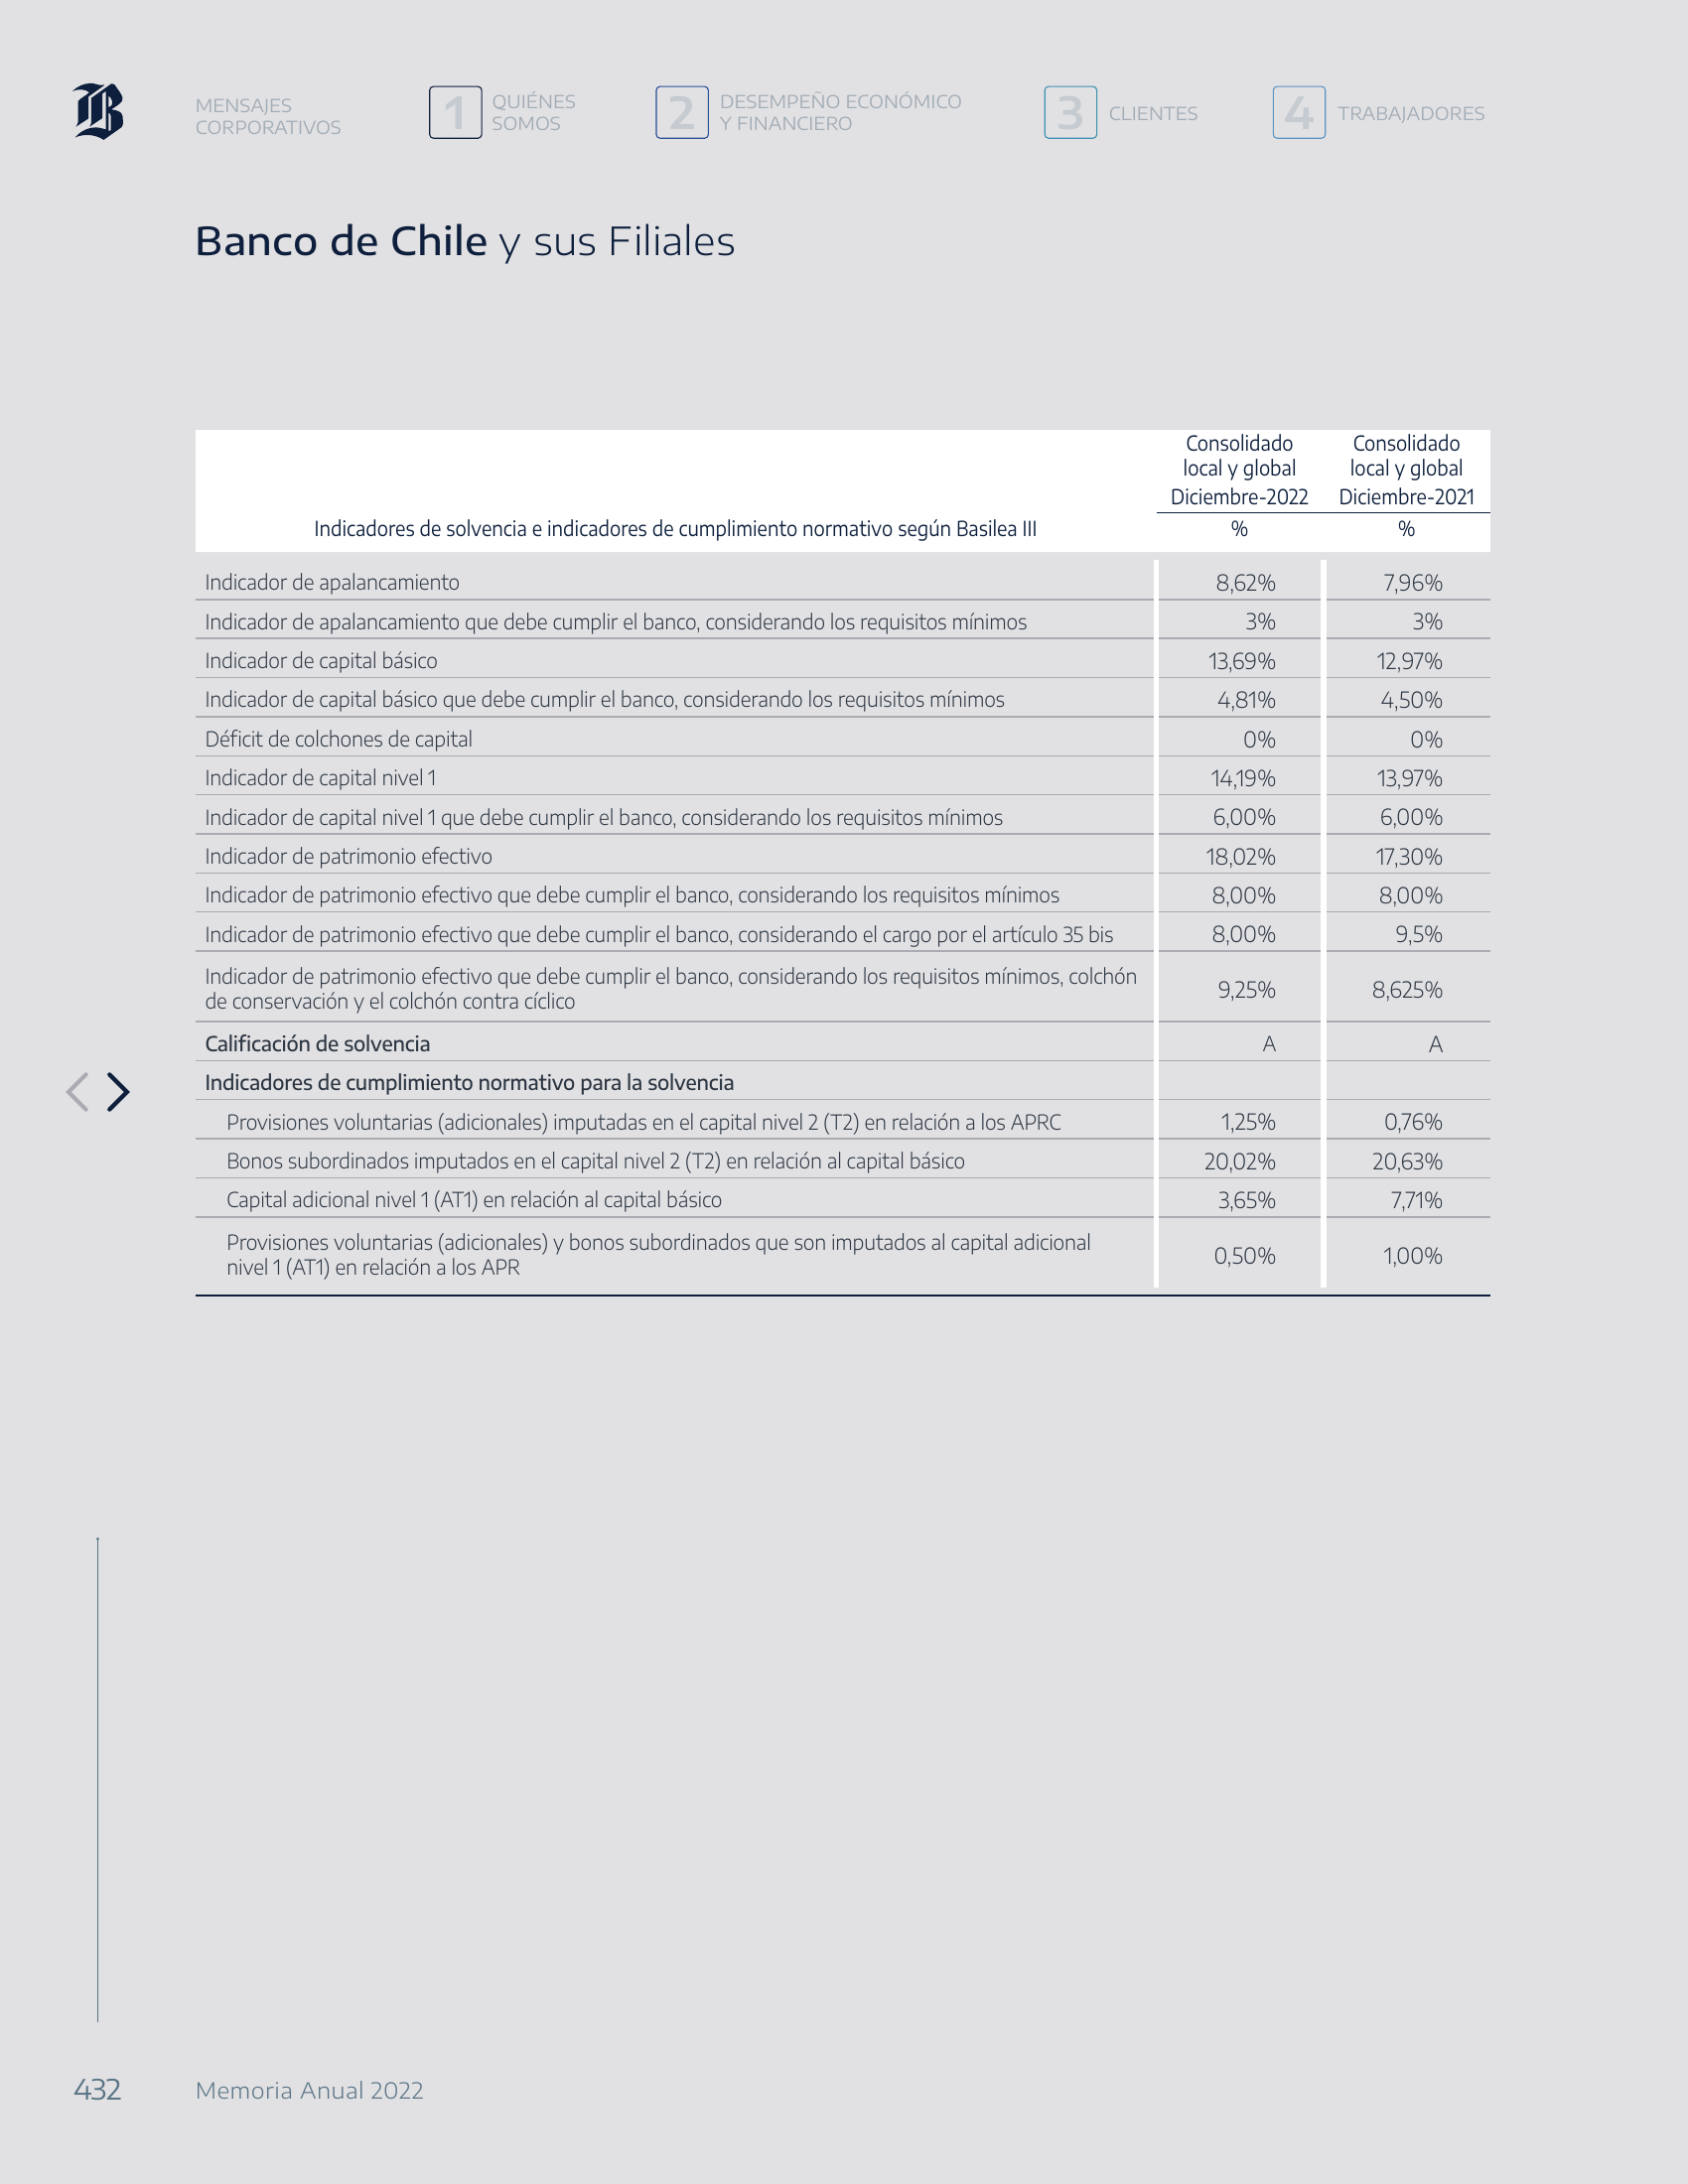 B
MENSAJES
CORPORATIVOS
1
QUIÉNES
SOMOS
2
DESEMPEÑO ECONÓMICO
Y FINANCIERO
3
CLIENTES
4
TRABAJADORES
Banco de Chile y sus Filiales
Consolidado
local y global
Diciembre-2022
Consolidado
local y global
Diciembre-2021
Indicadores de solvencia e indicadores de cumplimiento normativo según Basilea III % %
Indicador de apalancamiento 8,62% 7,96%
Indicador de apalancamiento que debe cumplir el banco, considerando los requisitos mínimos 3% 3%
Indicador de capital básico 13,69% 12,97%
Indicador de capital básico que debe cumplir el banco, considerando los requisitos mínimos 4,81% 4,50%
Déficit de colchones de capital 0% 0%
Indicador de capital nivel 1 14,19% 13,97%
Indicador de capital nivel 1 que debe cumplir el banco, considerando los requisitos mínimos 6,00% 6,00%
Indicador de patrimonio efectivo 18,02% 17,30%
Indicador de patrimonio efectivo que debe cumplir el banco, considerando los requisitos mínimos 8,00% 8,00%
Indicador de patrimonio efectivo que debe cumplir el banco, considerando el cargo por el artículo 35 bis 8,00% 9,5%
Indicador de patrimonio efectivo que debe cumplir el banco, considerando los requisitos mínimos, colchón
de conservación y el colchón contra cíclico 9,25% 8,625%
Calificación de solvencia A A
Indicadores de cumplimiento normativo para la solvencia
Provisiones voluntarias (adicionales) imputadas en el capital nivel 2 (T2) en relación a los APRC 1,25% 0,76%
Bonos subordinados imputados en el capital nivel 2 (T2) en relación al capital básico 20,02% 20,63%
Capital adicional nivel 1 (AT1) en relación al capital básico 3,65% 7,71%
Provisiones voluntarias (adicionales) y bonos subordinados que son imputados al capital adicional
nivel 1 (AT1) en relación a los APR 0,50% 1,00%
432 Memoria Anual 2022